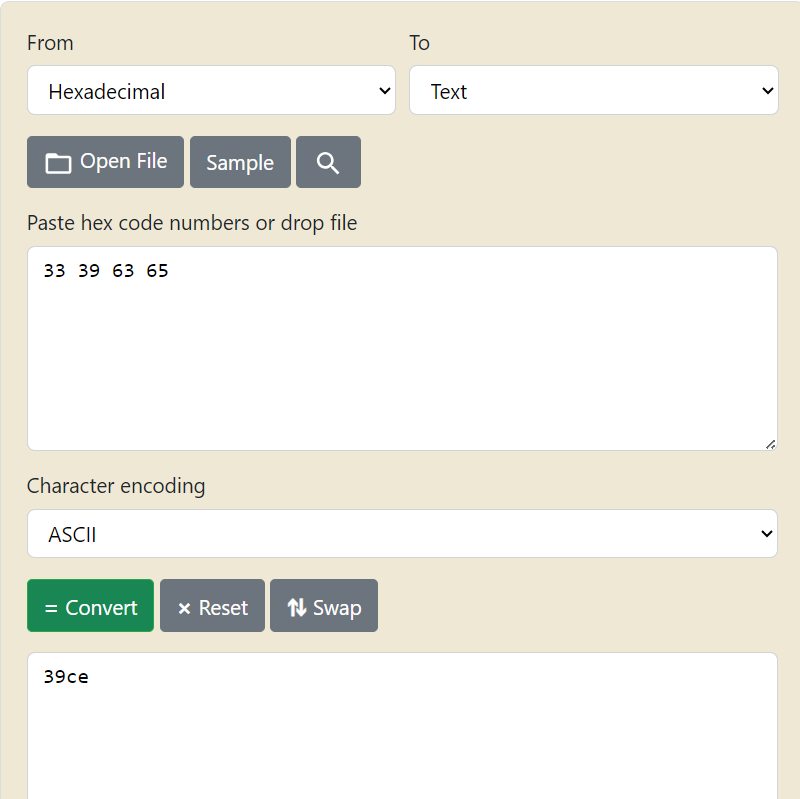 From To
Hexadecimal Text
Open File Sample
Paste hex code numbers or drop file
33 39 63 65
Character encoding
ASCII
= Convert × Reset Swap
39ce